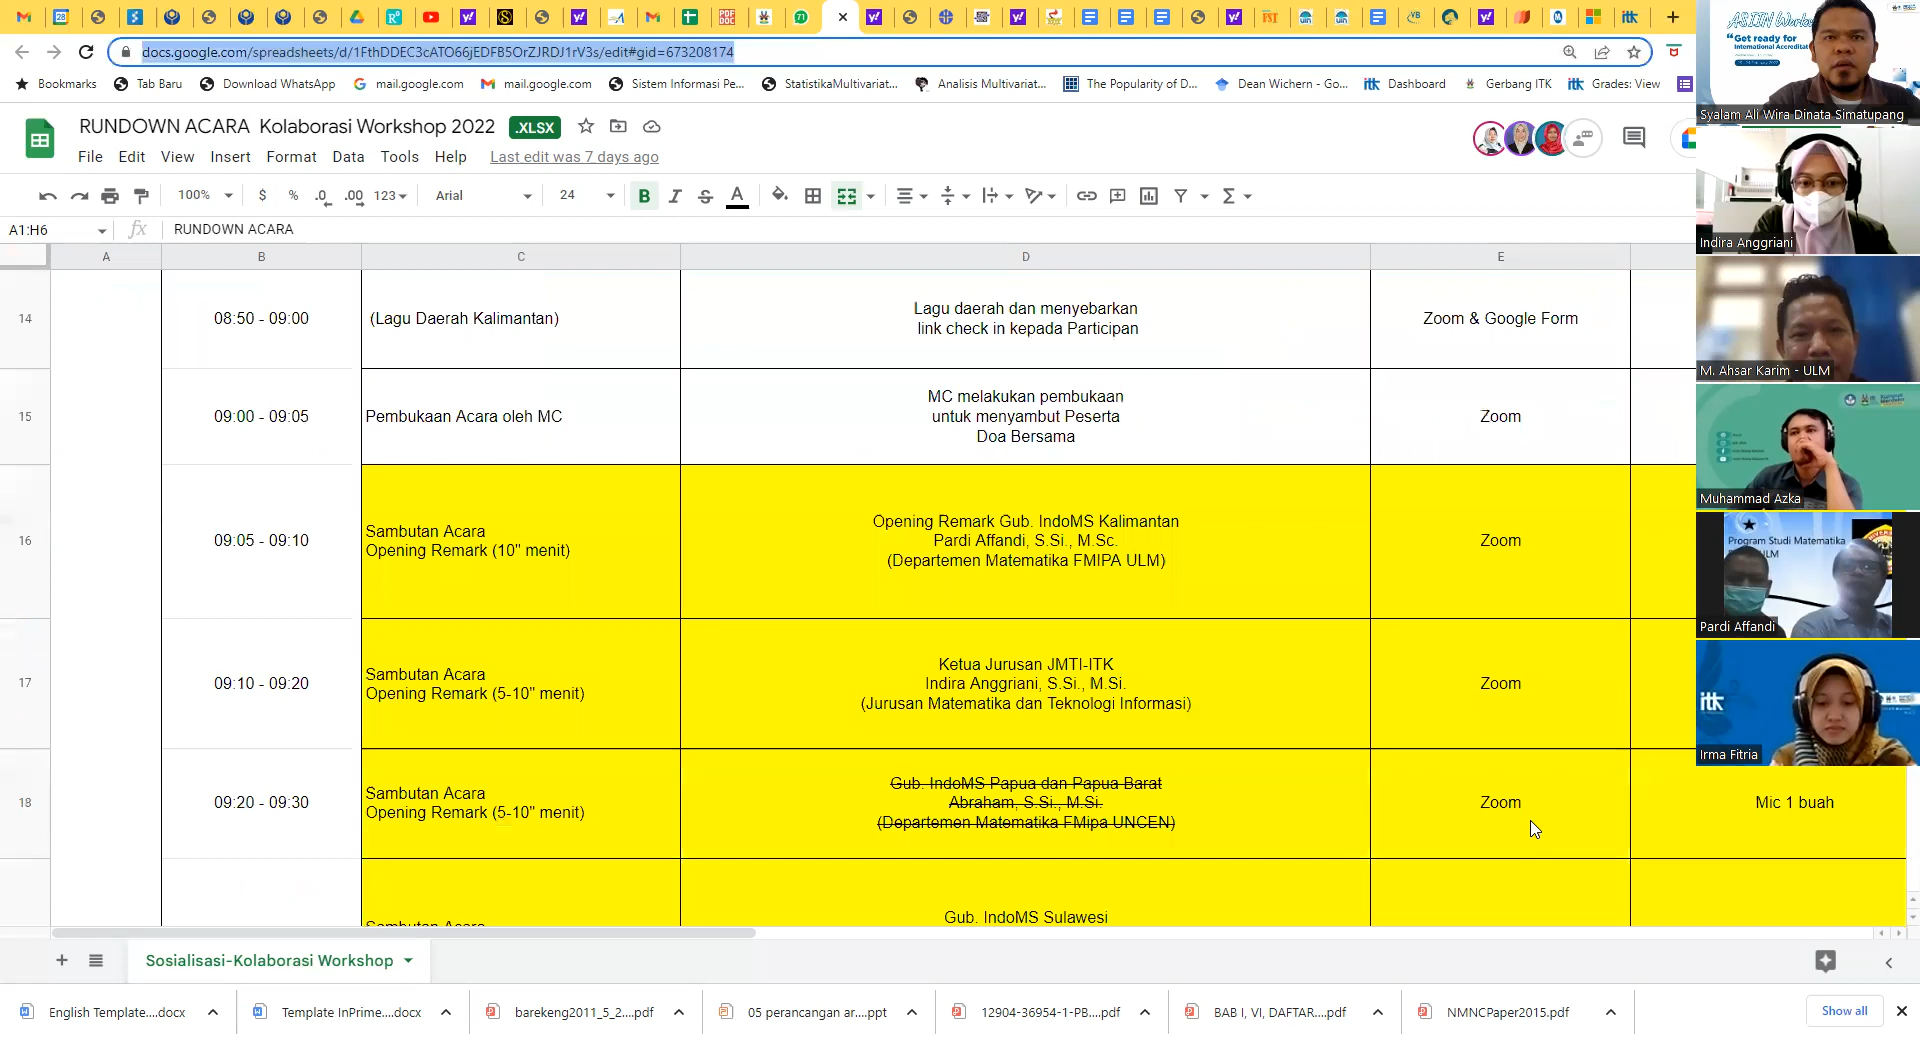 docs.google.com/spreadsheets/d/1FthDDEC3cATO66jEDFB5OrZJRDJ1rV3s/edit#gid=673208174
Bookmarks
Tab Baru
Download WhatsApp
mail.google.com
mail.google.com
Sistem Informasi Pe...
StatistikaMultivariat...
Analisis Multivariat...
The Popularity of D...
Dean Wichern - Go...
Dashboard
Gerbang ITK
Grades: View
RUNDOWN ACARA Kolaborasi Workshop 2022
.XLSX
File Edit View Insert Format Data Tools Help Last edit was 7 days ago
100% $ % .0 .00 123 Arial 24 B I S A
A1:H6 fx RUNDOWN ACARA
A B C D E
14
08:50 - 09:00
(Lagu Daerah Kalimantan)
Lagu daerah dan menyebarkan
link check in kepada Participan
Zoom & Google Form
15
09:00 - 09:05
Pembukaan Acara oleh MC
MC melakukan pembukaan
untuk menyambut Peserta
Doa Bersama
Zoom
16
09:05 - 09:10
Sambutan Acara
Opening Remark (10" menit)
Opening Remark Gub. IndoMS Kalimantan
Pardi Affandi, S.Si., M.Sc.
(Departemen Matematika FMIPA ULM)
Zoom
17
09:10 - 09:20
Sambutan Acara
Opening Remark (5-10" menit)
Ketua Jurusan JMTI-ITK
Indira Anggriani, S.Si., M.Si.
(Jurusan Matematika dan Teknologi Informasi)
Zoom
18
09:20 - 09:30
Sambutan Acara
Opening Remark (5-10" menit)
Gub. IndoMS Papua dan Papua Barat
Abraham, S.Si., M.Si.
(Departemen Matematika FMipa UNCEN)
Zoom
Mic 1 buah
Sambutan Acara
Gub. IndoMS Sulawesi
Sosialisasi-Kolaborasi Workshop
English Template....docx
Template InPrime....docx
barekeng2011_5_2....pdf
05 perancangan ar....ppt
12904-36954-1-PB....pdf
BAB I, VI, DAFTAR....pdf
NMNCPaper2015.pdf
Show all
"Get ready for
International Accreditat
Syalam Ali Wira Dinata Simatupang
Indira Anggriani
M. Ahsar Karim - ULM
Muhammad Azka
Program Studi Matematika
ULM
Pardi Affandi
itk
Irma Fitria